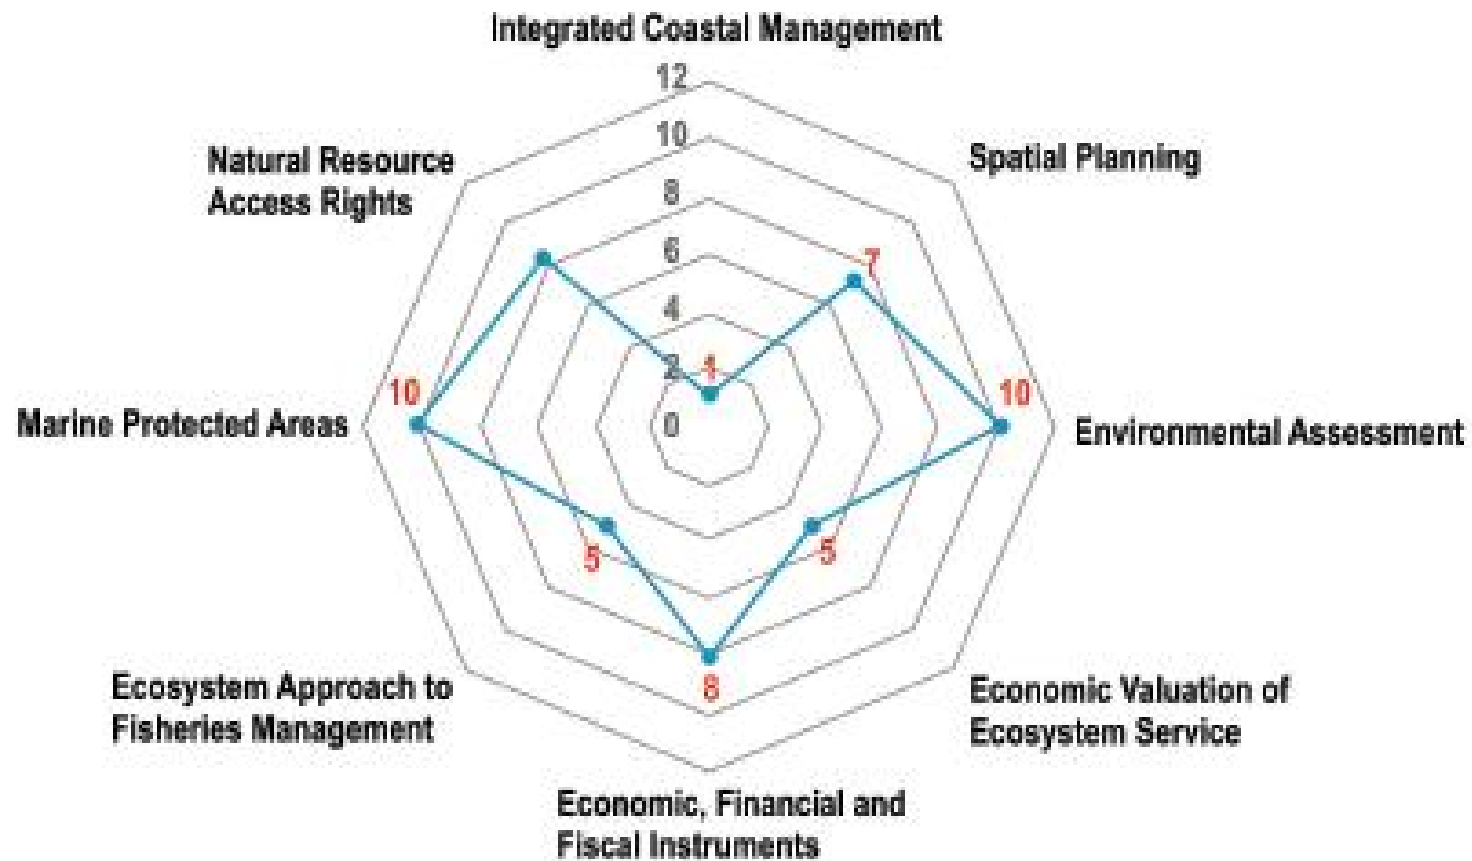 Integrated Coastal Management
12
10
8
6
4
2
0
Natural Resource
Access Rights
Spatial Planning
7
1
10
10
Marine Protected Areas
Environmental Assessment
5
5
8
Ecosystem Approach to
Fisheries Management
Economic Valuation of
Ecosystem Service
Economic, Financial and
Fiscal Instruments